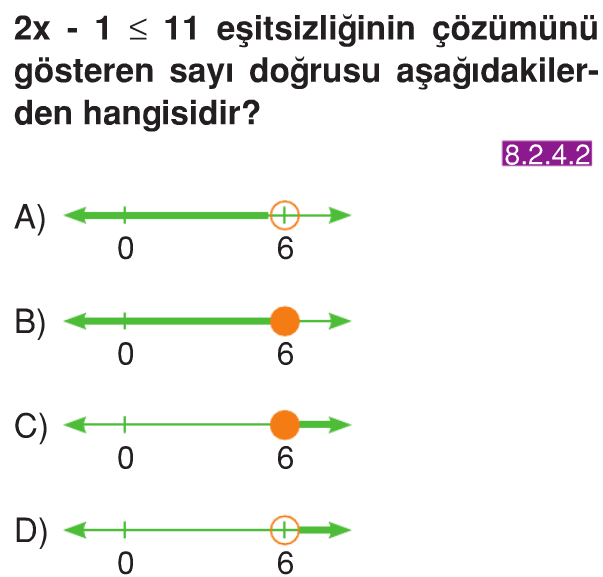 2x - 1 ≤ 11 eşitsizliğinin çözümünü
gösteren sayı doğrusu aşağıdakiler-
den hangisidir?
8.2.4.2
A)
0 6
B)
0 6
C)
0 6
D)
0 6